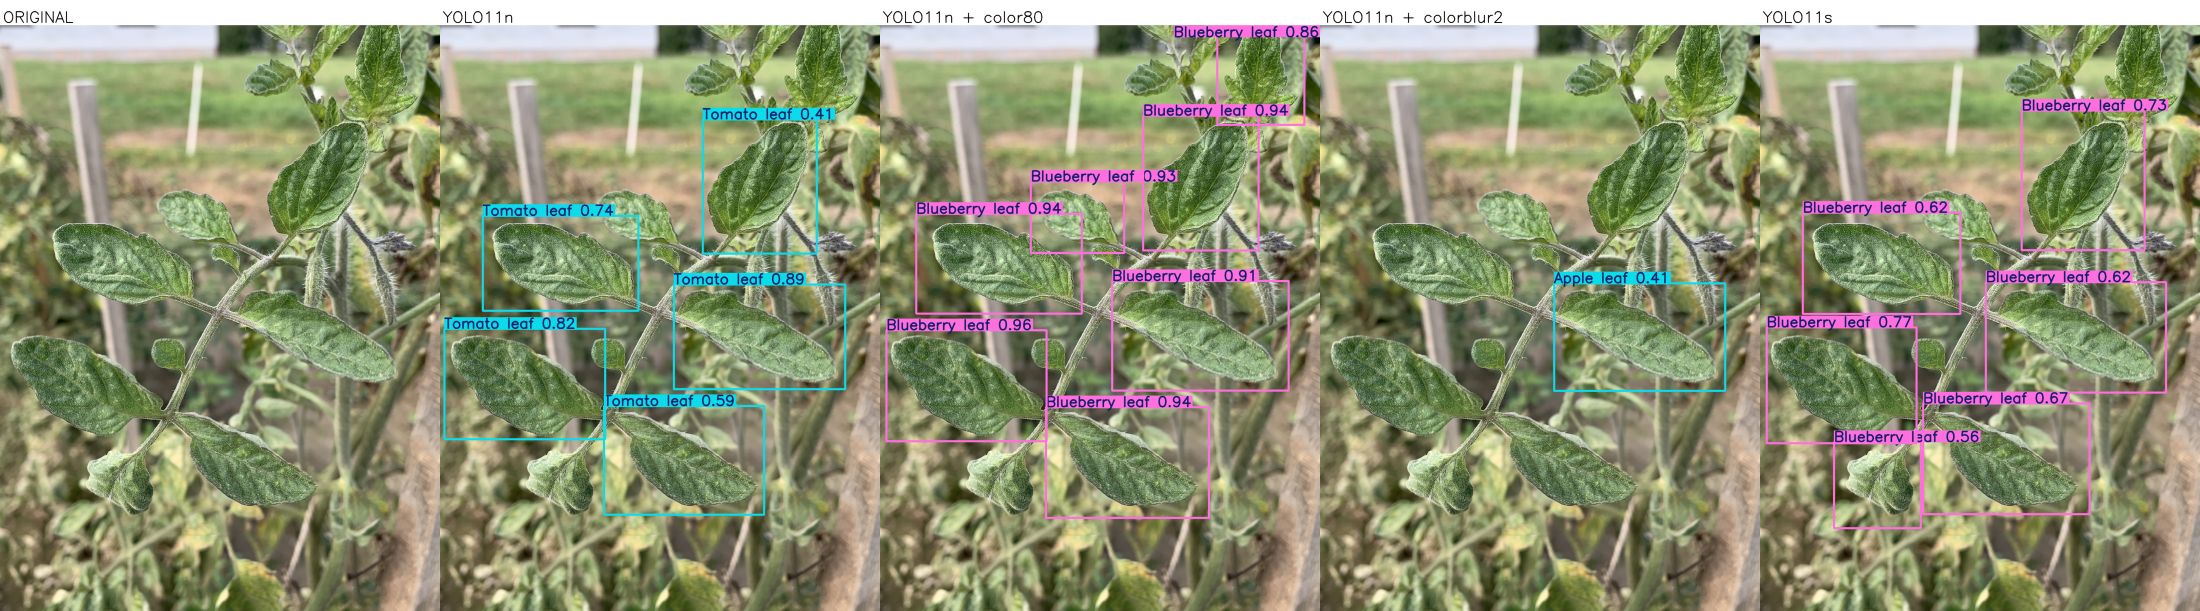 ORIGINAL
YOLO11n
Tomato leaf 0.41
Tomato leaf 0.74
Tomato leaf 0.89
Tomato leaf 0.82
Tomato leaf 0.59
YOLO11n + color80
Blueberry leaf 0.86
Blueberry leaf 0.94
Blueberry leaf 0.93
Blueberry leaf 0.94
Blueberry leaf 0.91
Blueberry leaf 0.96
Blueberry leaf 0.94
YOLO11n + colorblur2
Apple leaf 0.41
YOLO11s
Blueberry leaf 0.73
Blueberry leaf 0.62
Blueberry leaf 0.62
Blueberry leaf 0.77
Blueberry leaf 0.67
Blueberry leaf 0.56